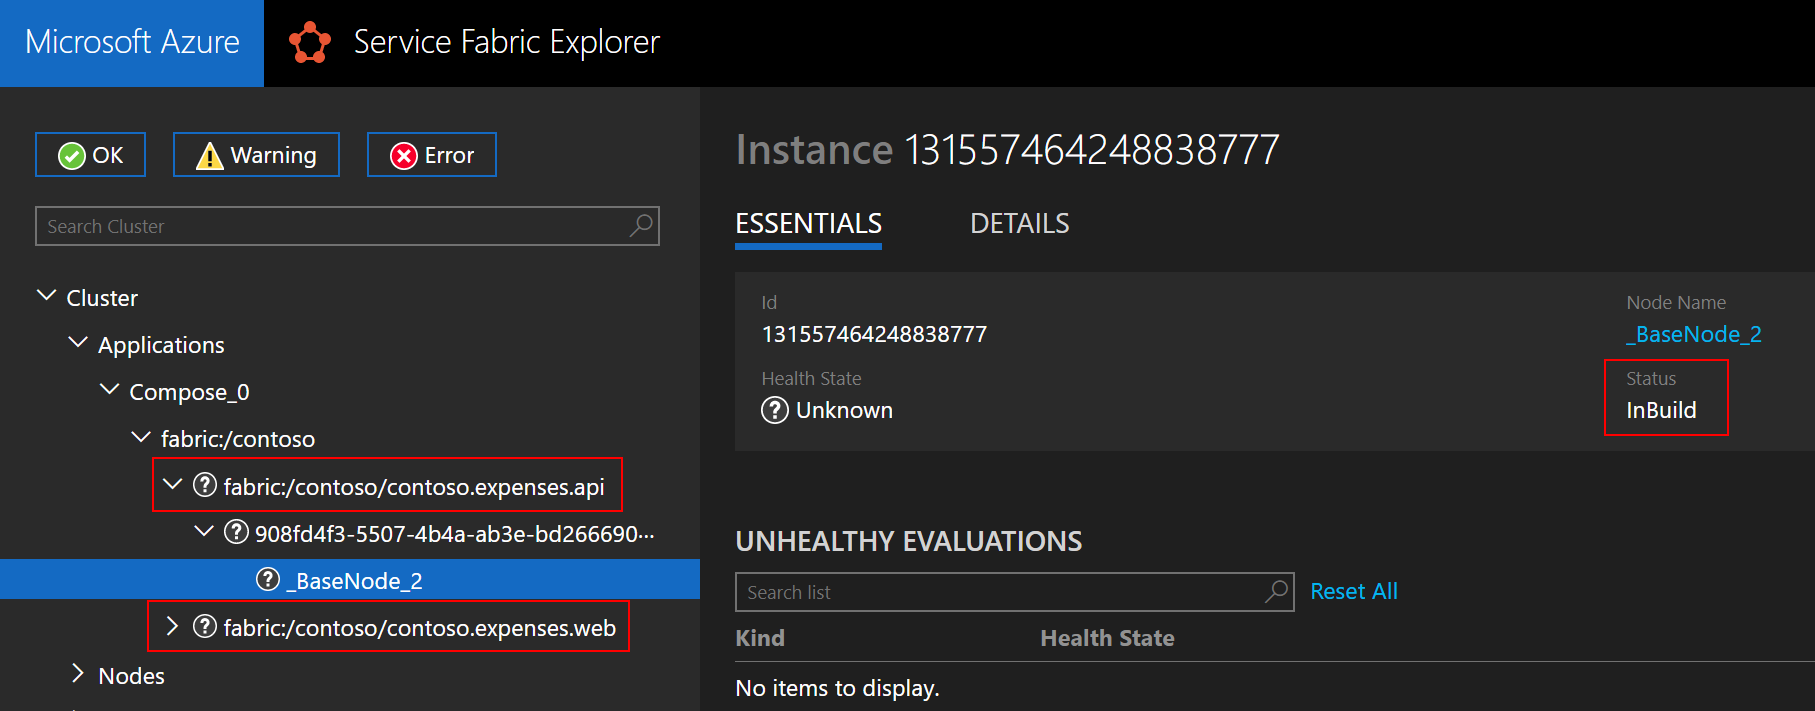 Microsoft Azure
Service Fabric Explorer
OK
Warning
Error
Search Cluster
Cluster
Applications
Compose_0
fabric:/contoso
fabric:/contoso/contoso.expenses.api
908fd4f3-5507-4b4a-ab3e-bd266690···
_BaseNode_2
fabric:/contoso/contoso.expenses.web
Nodes
Instance 131557464248838777
ESSENTIALS
DETAILS
Id
131557464248838777
Node Name
_BaseNode_2
Health State
Unknown
Status
InBuild
UNHEALTHY EVALUATIONS
Search list
Reset All
Kind
Health State
No items to display.